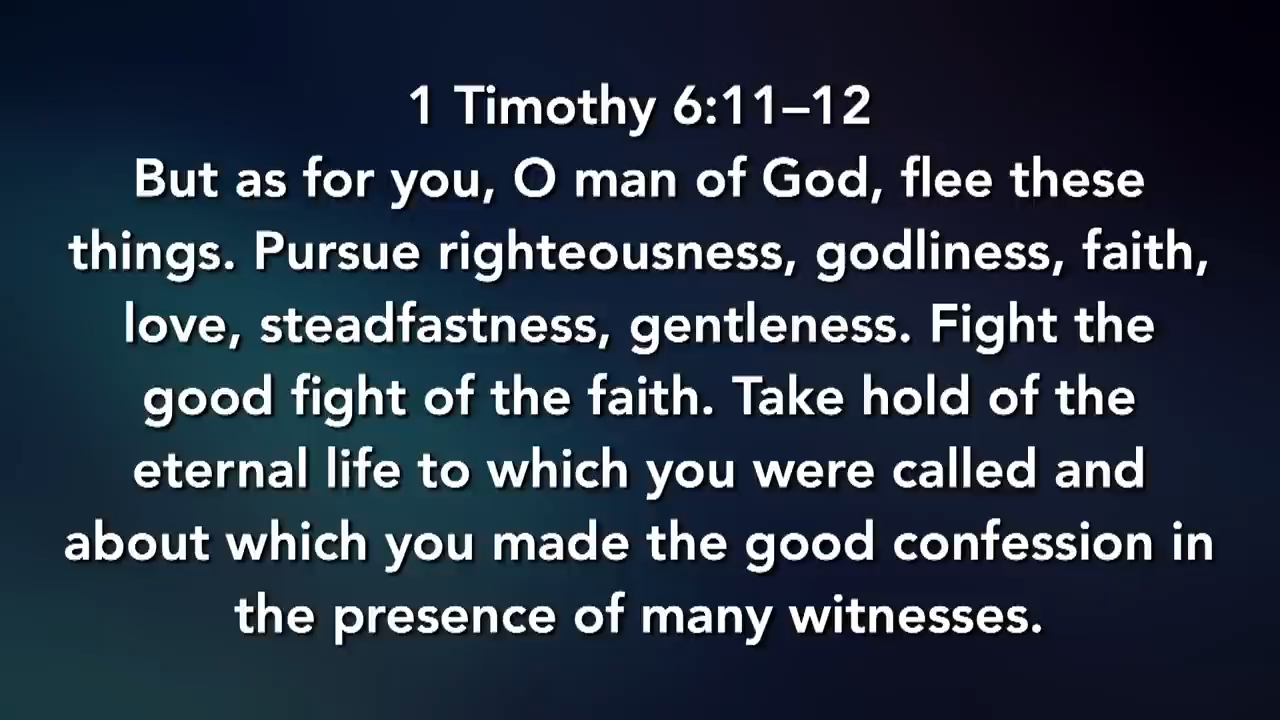 1 Timothy 6:11–12
But as for you, O man of God, flee these
things. Pursue righteousness, godliness, faith,
love, steadfastness, gentleness. Fight the
good fight of the faith. Take hold of the
eternal life to which you were called and
about which you made the good confession in
the presence of many witnesses.